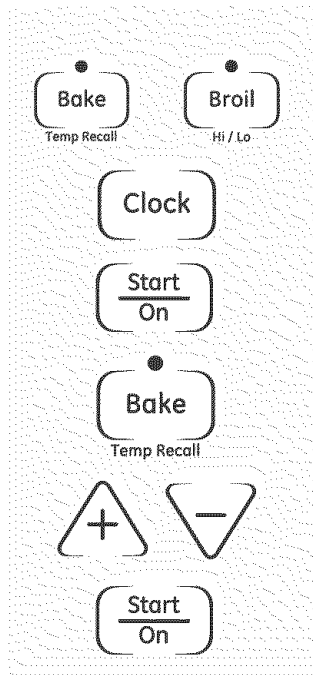 Bake Broil
Temp Recall Hi / Lo
Clock
Start
On
Bake
Temp Recall
+ −
Start
On